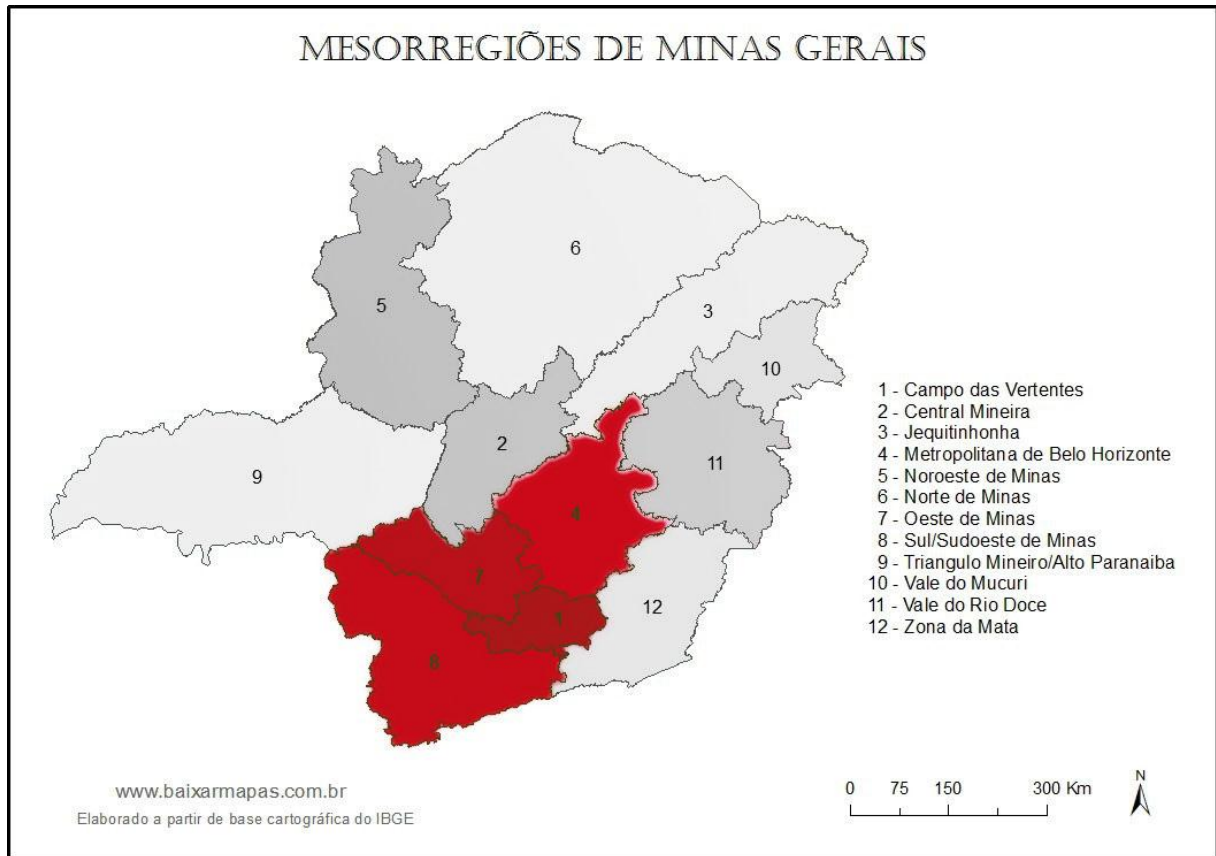 MESORREGIÕES DE MINAS GERAIS
6
5
3
10
2
11
9
4
7
12
1
8
1 - Campo das Vertentes
2 - Central Mineira
3 - Jequitinhonha
4 - Metropolitana de Belo Horizonte
5 - Noroeste de Minas
6 - Norte de Minas
7 - Oeste de Minas
8 - Sul/Sudoeste de Minas
9 - Triangulo Mineiro/Alto Paranaiba
10 - Vale do Mucuri
11 - Vale do Rio Doce
12 - Zona da Mata
www.baixarmapas.com.br
Elaborado a partir de base cartográfica do IBGE
0 75 150 300 Km
N